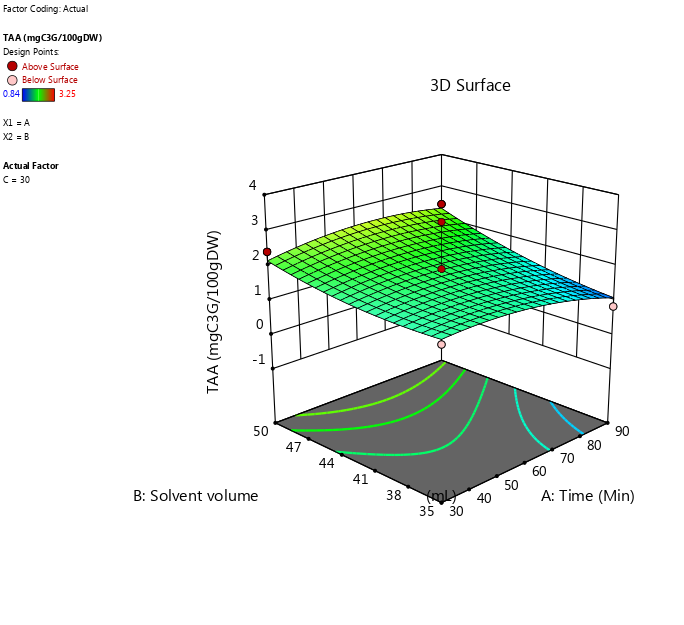 Factor Coding: Actual
TAA (mgC3G/100gDW)
Design Points:
Above Surface
Below Surface
0.84 3.25
X1 = A
X2 = B
Actual Factor
C = 30
3D Surface
4
3
2
1
0
-1
TAA (mgC3G/100gDW)
50
47
44
41
38
35
30
40
50
60
70
80
90
B: Solvent volume (mL)
A: Time (Min)